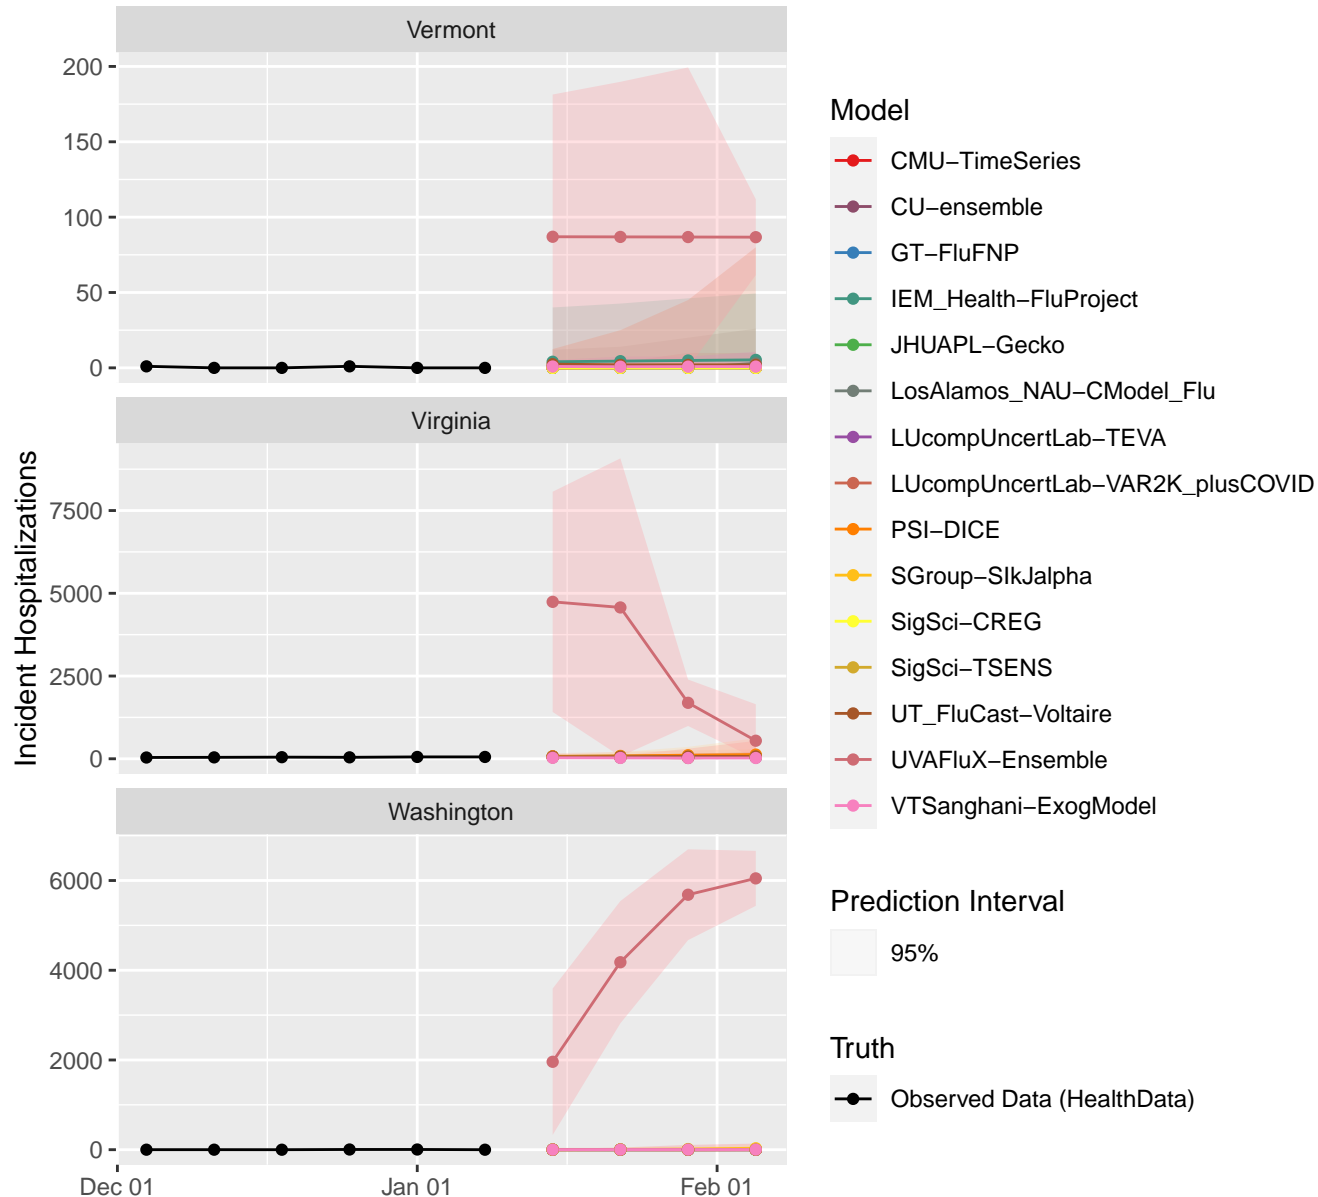 Vermont
200
150
100
50
0
Virginia
7500
5000
2500
0
Washington
6000
4000
2000
0
Dec 01
Jan 01
Feb 01
Incident Hospitalizations
Model
CMU−TimeSeries
CU−ensemble
GT−FluFNP
IEM_Health−FluProject
JHUAPL−Gecko
LosAlamos_NAU−CModel_Flu
LUcompUncertLab−TEVA
LUcompUncertLab−VAR2K_plusCOVID
PSI−DICE
SGroup−SIkJalpha
SigSci−CREG
SigSci−TSENS
UT_FluCast−Voltaire
UVAFluX−Ensemble
VTSanghani−ExogModel
Prediction Interval
95%
Truth
Observed Data (HealthData)